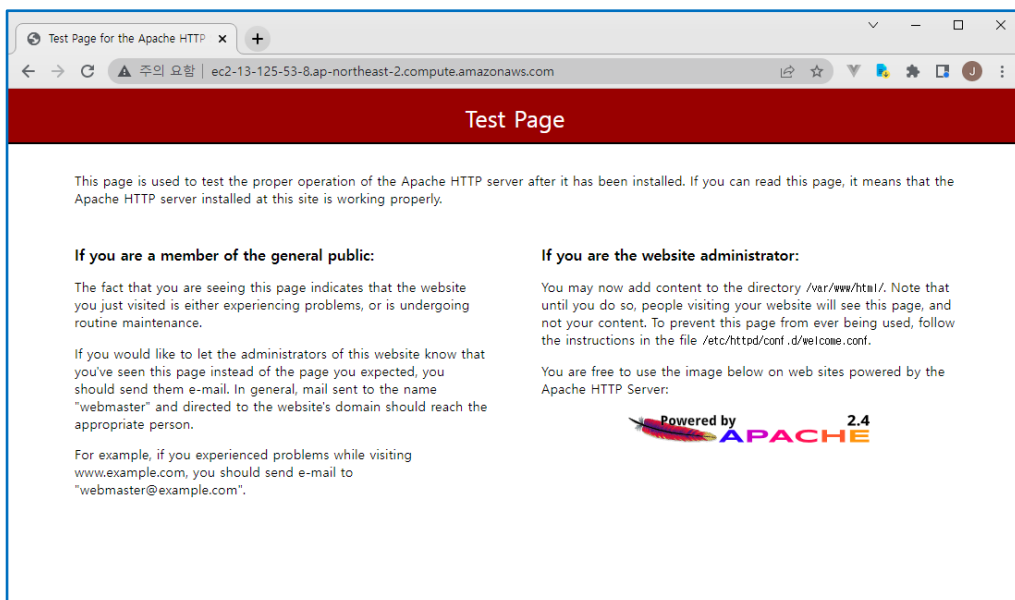 Test Page for the Apache HTTP
주의 요함 | ec2-13-125-53-8.ap-northeast-2.compute.amazonaws.com
J
Test Page
This page is used to test the proper operation of the Apache HTTP server after it has been installed. If you can read this page, it means that the
Apache HTTP server installed at this site is working properly.
If you are a member of the general public:
The fact that you are seeing this page indicates that the website
you just visited is either experiencing problems, or is undergoing
routine maintenance.
If you would like to let the administrators of this website know that
you've seen this page instead of the page you expected, you
should send them e-mail. In general, mail sent to the name
"webmaster" and directed to the website's domain should reach the
appropriate person.
For example, if you experienced problems while visiting
www.example.com, you should send e-mail to
"webmaster@example.com".
If you are the website administrator:
You may now add content to the directory /var/www/html/. Note that
until you do so, people visiting your website will see this page, and
not your content. To prevent this page from ever being used, follow
the instructions in the file /etc/httpd/conf.d/welcome.conf.
You are free to use the image below on web sites powered by the
Apache HTTP Server:
Powered by 2.4
APACHE